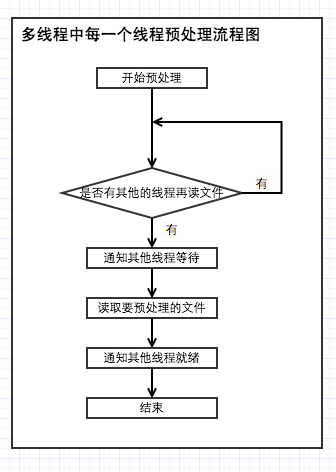 多线程中每一个线程预处理流程图
开始预处理
是否有其他的线程再读文件
有
有
通知其他线程等待
读取要预处理的文件
通知其他线程就绪
结束